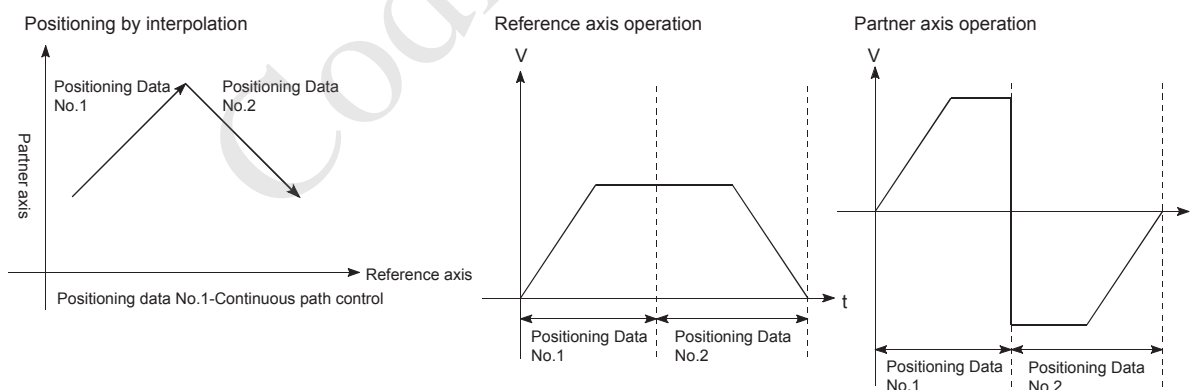 Positioning by interpolation
Partner axis
Positioning Data
No.1
Positioning Data
No.2
Reference axis
Positioning data No.1-Continuous path control
Reference axis operation
V
t
Positioning Data
No.1
Positioning Data
No.2
Partner axis operation
V
Positioning Data
No.1
Positioning Data
No.2